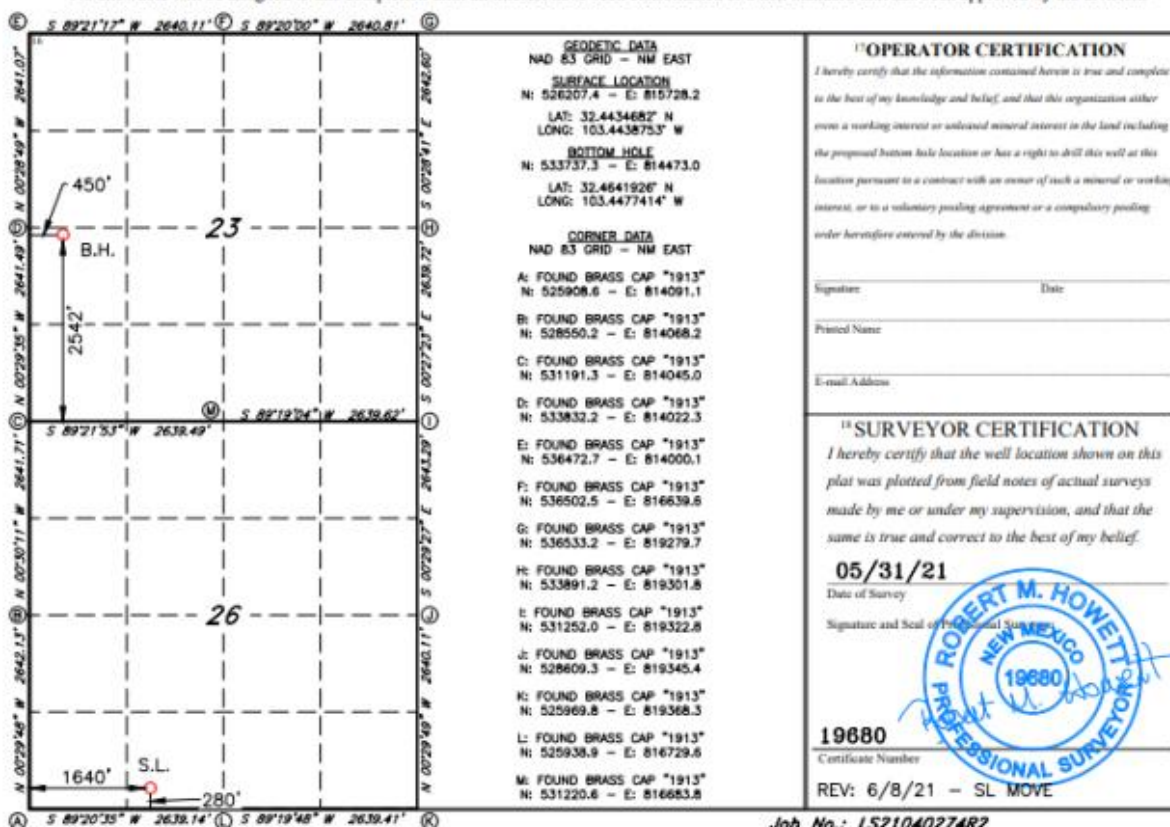 Ⓔ S 89°21'17" W 2640.11' Ⓕ S 89°20'00" W 2640.81' Ⓖ
16
N 00°28'49" W 2641.07'
S 00°28'41" E 2642.60'
450'
23
Ⓓ
Ⓗ
B.H.
N 00°29'35" W 2641.49'
2542'
S 00°27'23" E 2639.72'
Ⓜ S 89°19'04" W 2639.62'
Ⓒ
Ⓘ
S 89°21'53" W 2639.49'
N 00°30'11" W 2641.71'
S 00°29'27" E 2643.29'
26
Ⓑ
Ⓙ
N 00°29'48" W 2642.13'
N 00°29'49" W 2640.11'
1640'
S.L.
280'
Ⓐ S 89°20'35" W 2639.14' Ⓛ S 89°19'48" W 2639.41' Ⓚ
GEODETIC DATA
NAD 83 GRID - NM EAST
SURFACE LOCATION
N: 526207.4 - E: 815728.2
LAT: 32.4434682° N
LONG: 103.4438753° W
BOTTOM HOLE
N: 533737.3 - E: 814473.0
LAT: 32.4641926° N
LONG: 103.4477414° W
CORNER DATA
NAD 83 GRID - NM EAST
A: FOUND BRASS CAP "1913"
N: 525908.6 - E: 814091.1
B: FOUND BRASS CAP "1913"
N: 528550.2 - E: 814068.2
C: FOUND BRASS CAP "1913"
N: 531191.3 - E: 814045.0
D: FOUND BRASS CAP "1913"
N: 533832.2 - E: 814022.3
E: FOUND BRASS CAP "1913"
N: 536472.7 - E: 814000.1
F: FOUND BRASS CAP "1913"
N: 536502.5 - E: 816639.6
G: FOUND BRASS CAP "1913"
N: 536533.2 - E: 819279.7
H: FOUND BRASS CAP "1913"
N: 533891.2 - E: 819301.8
I: FOUND BRASS CAP "1913"
N: 531252.0 - E: 819322.8
J: FOUND BRASS CAP "1913"
N: 528609.3 - E: 819345.4
K: FOUND BRASS CAP "1913"
N: 525969.8 - E: 819368.3
L: FOUND BRASS CAP "1913"
N: 525938.9 - E: 816729.6
M: FOUND BRASS CAP "1913"
N: 531220.6 - E: 816683.8
17 OPERATOR CERTIFICATION
I hereby certify that the information contained herein is true and complete
to the best of my knowledge and belief, and that this organization either
owns a working interest or unleased mineral interest in the land including
the proposed bottom hole location or has a right to drill this well at this
location pursuant to a contract with an owner of such a mineral or working
interest, or to a voluntary pooling agreement or a compulsory pooling
order heretofore entered by the division.
Signature Date
Printed Name
E-mail Address
18 SURVEYOR CERTIFICATION
I hereby certify that the well location shown on this
plat was plotted from field notes of actual surveys
made by me or under my supervision, and that the
same is true and correct to the best of my belief.
05/31/21
Date of Survey
Signature and Seal of Professional Surveyor
ROBERT M. HOWETT
NEW MEXICO
19680
PROFESSIONAL SURVEYOR
Robert M. Howett
19680
Certificate Number
REV: 6/8/21 - SL MOVE
Job No.: LS21040274R2